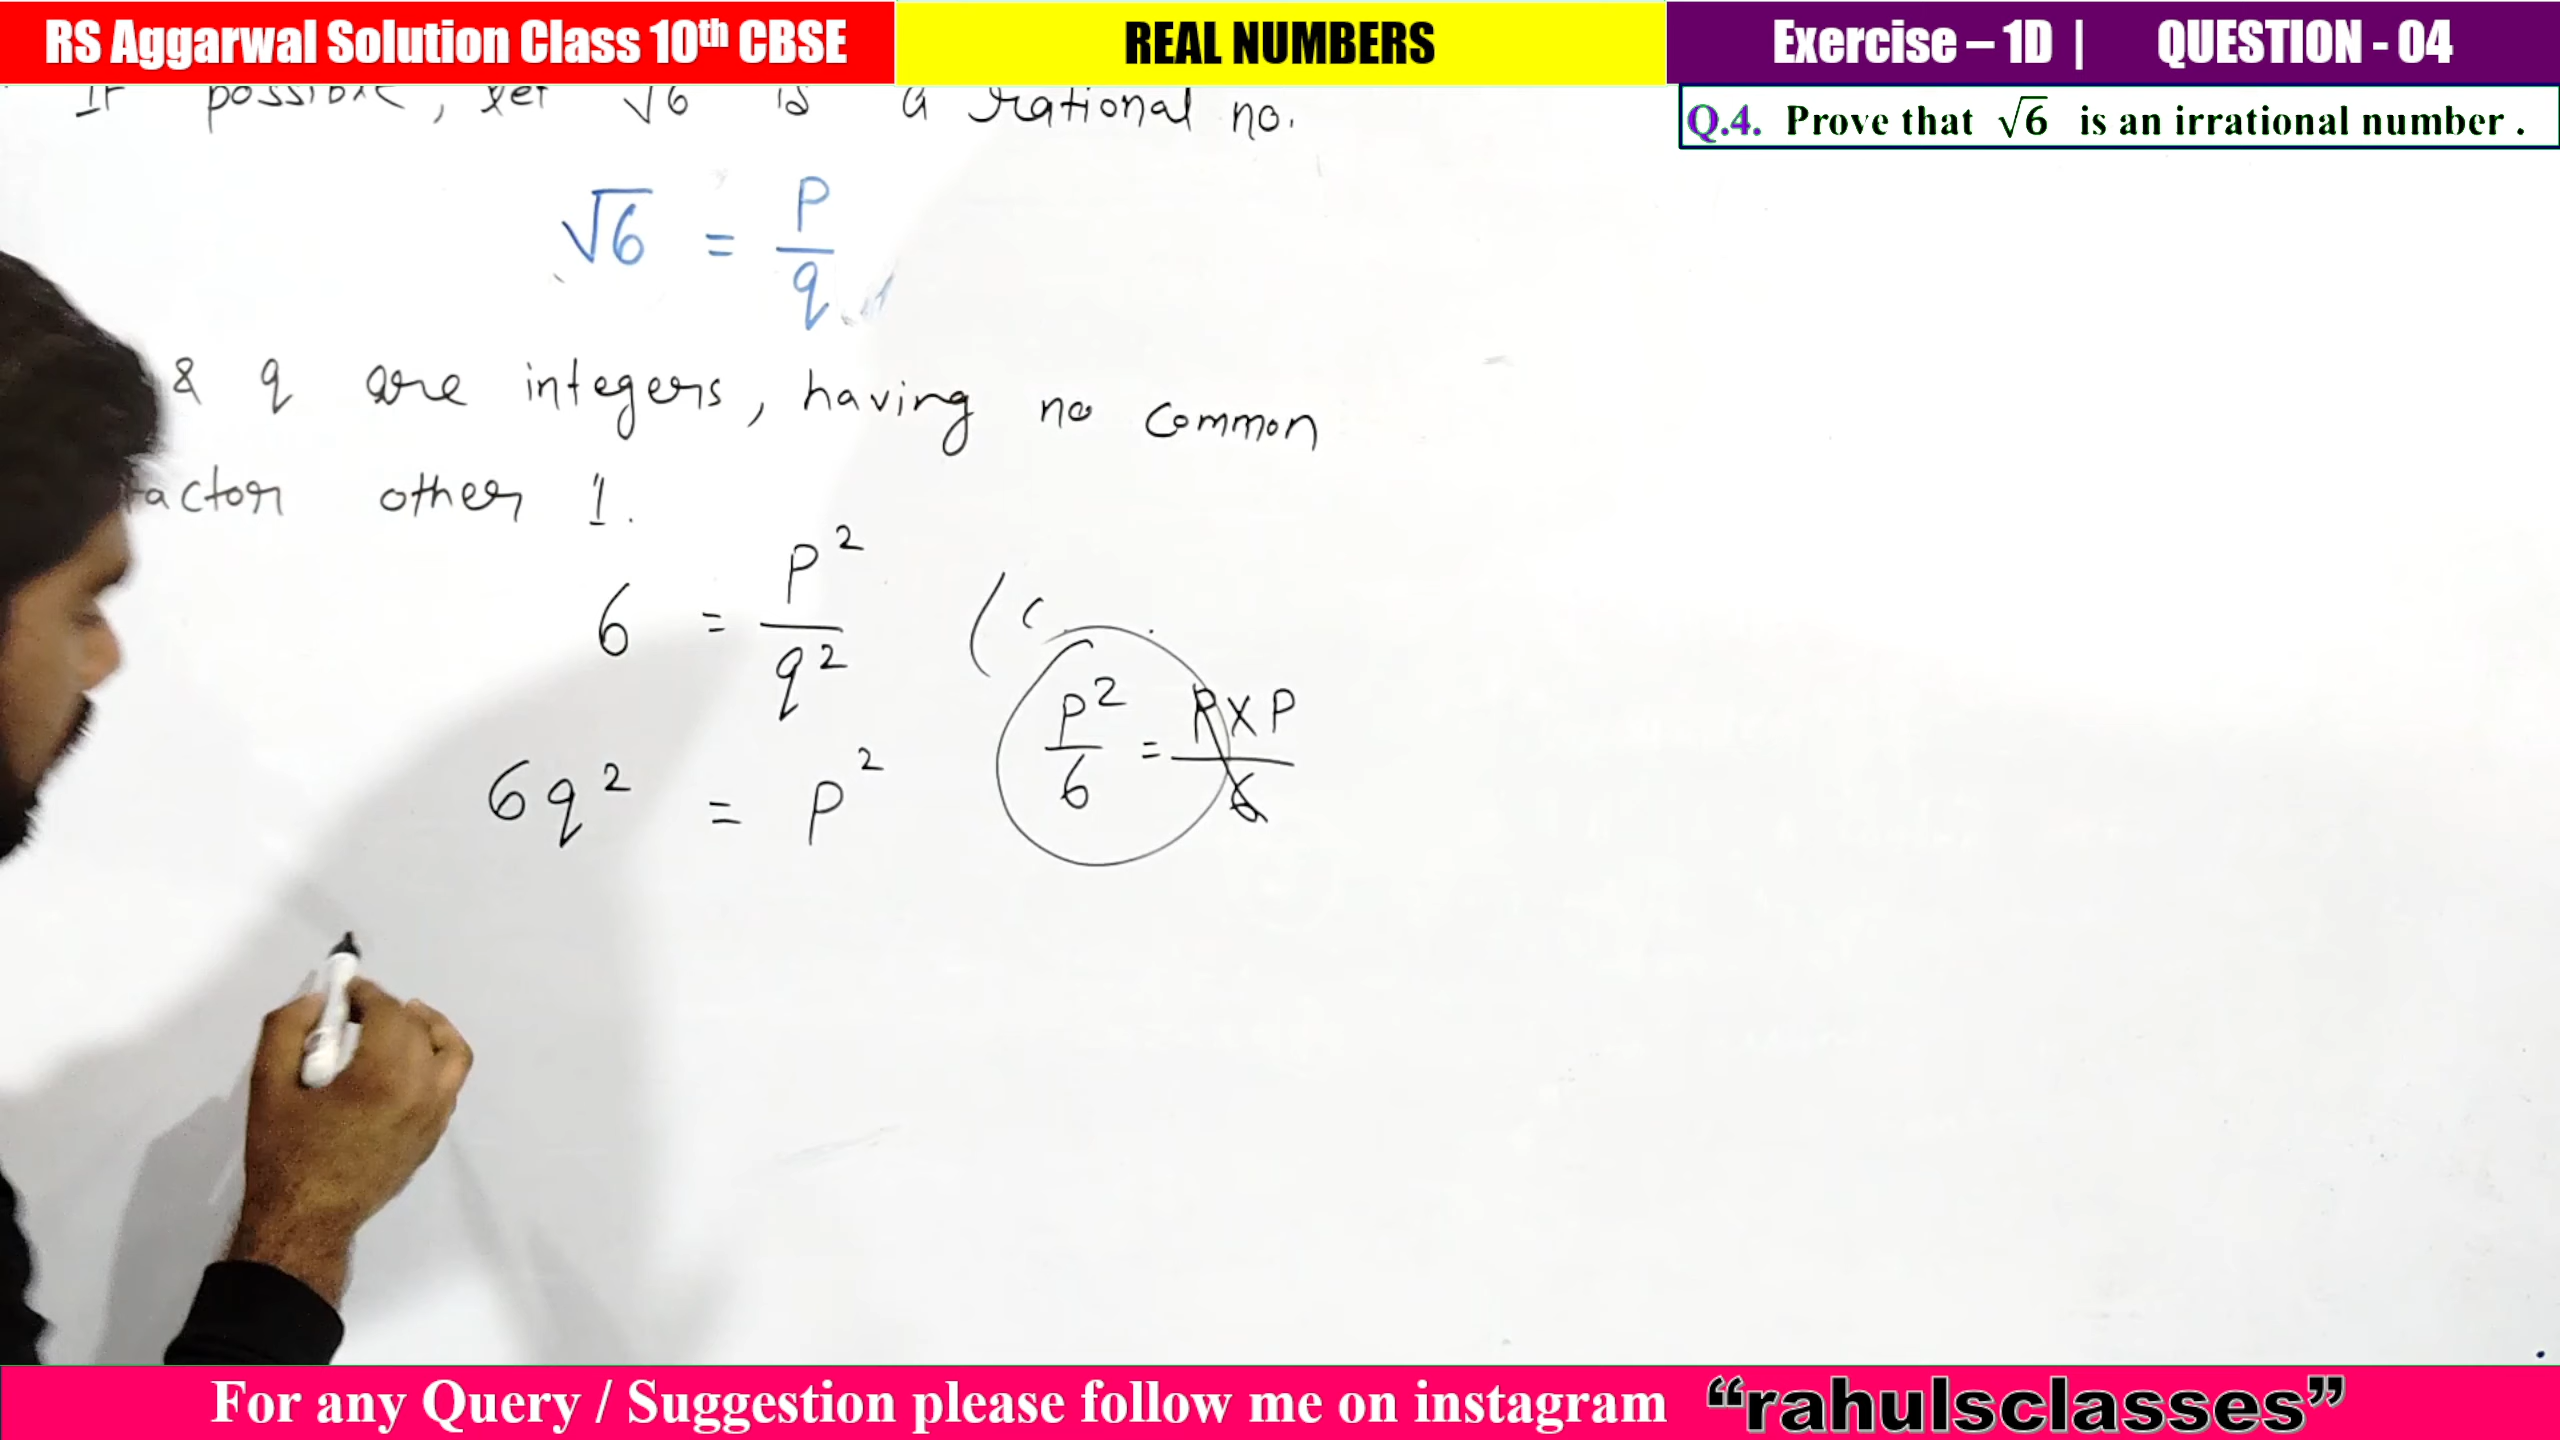 RS Aggarwal Solution Class 10th CBSE
REAL NUMBERS
Exercise – 1D | QUESTION - 04
Q.4. Prove that √6 is an irrational number .
If possible, let √6 is a rational no.
√6 = P/q
& q are integers, having no common
factor other 1.
6 = P²/q²
P²/6 = P×P/6
6q² = P²
For any Query / Suggestion please follow me on instagram “rahulsclasses”